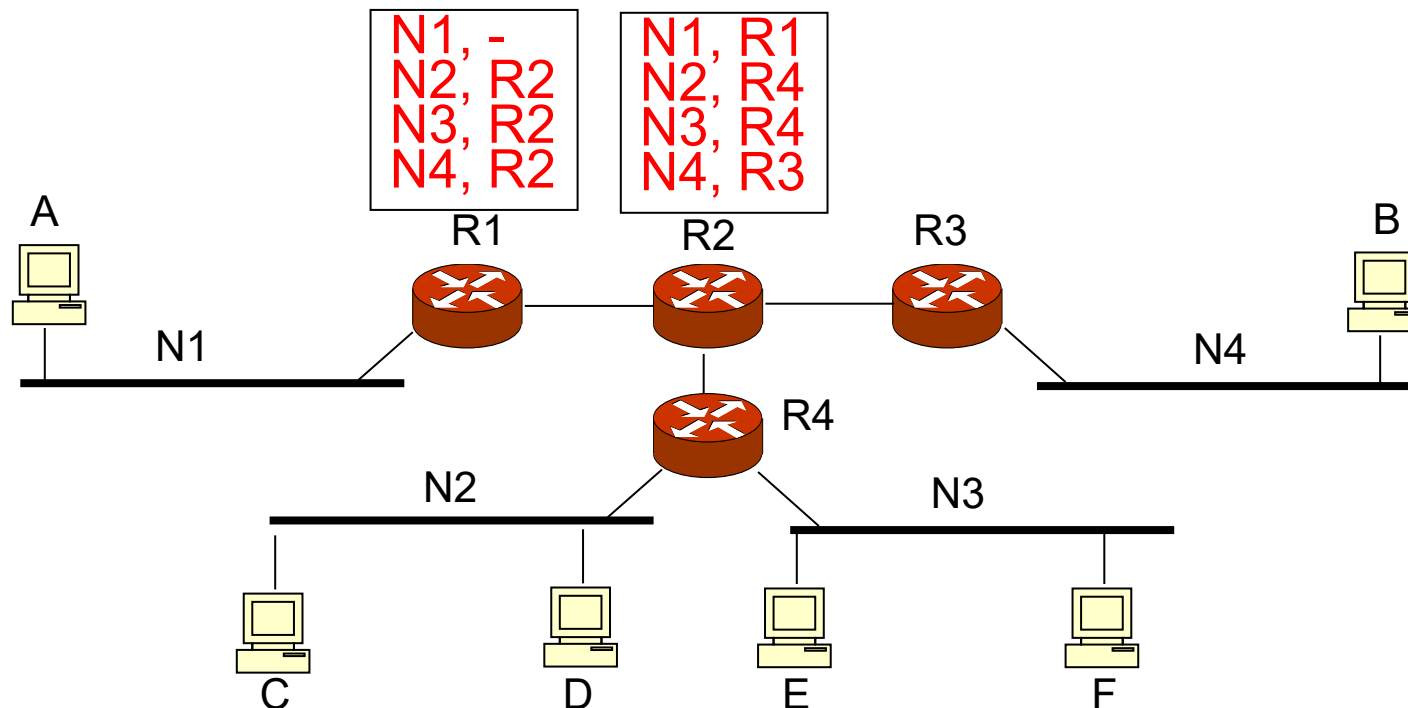 N1, -
N2, R2
N3, R2
N4, R2
N1, R1
N2, R4
N3, R4
N4, R3
A
R1
R2
R3
B
N1
N4
R4
N2
N3
C
D
E
F